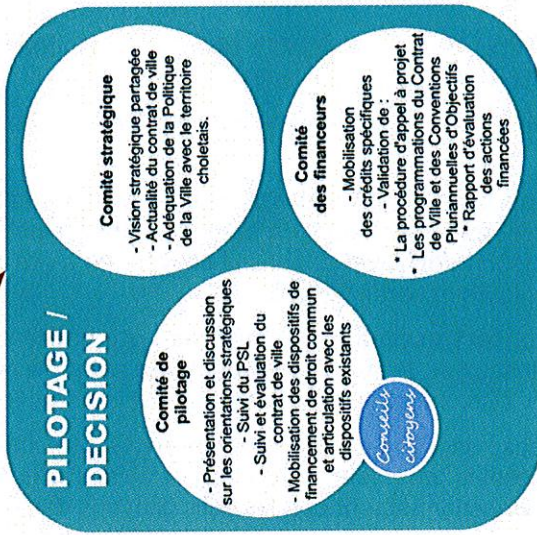 PILOTAGE /
DECISION
Comité de
pilotage
- Présentation et discussion
sur les orientations stratégiques
- Suivi du PSL
- Suivi et évaluation du
contrat de ville
- Mobilisation des dispositifs de
financement de droit commun
et articulation avec les
dispositifs existants
Conseils
citoyens
Comité stratégique
- Vision stratégique partagée
- Actualité du contrat de ville
- Adéquation de la Politique
de la Ville avec le territoire
choletais.
Comité
des financeurs
- Mobilisation
des crédits spécifiques
- Validation de :
* La procédure d'appel à projet
* Les programmations du Contrat
de Ville et des Conventions
Pluriannuelles d'Objectifs
* Rapport d'évaluation
des actions
financées